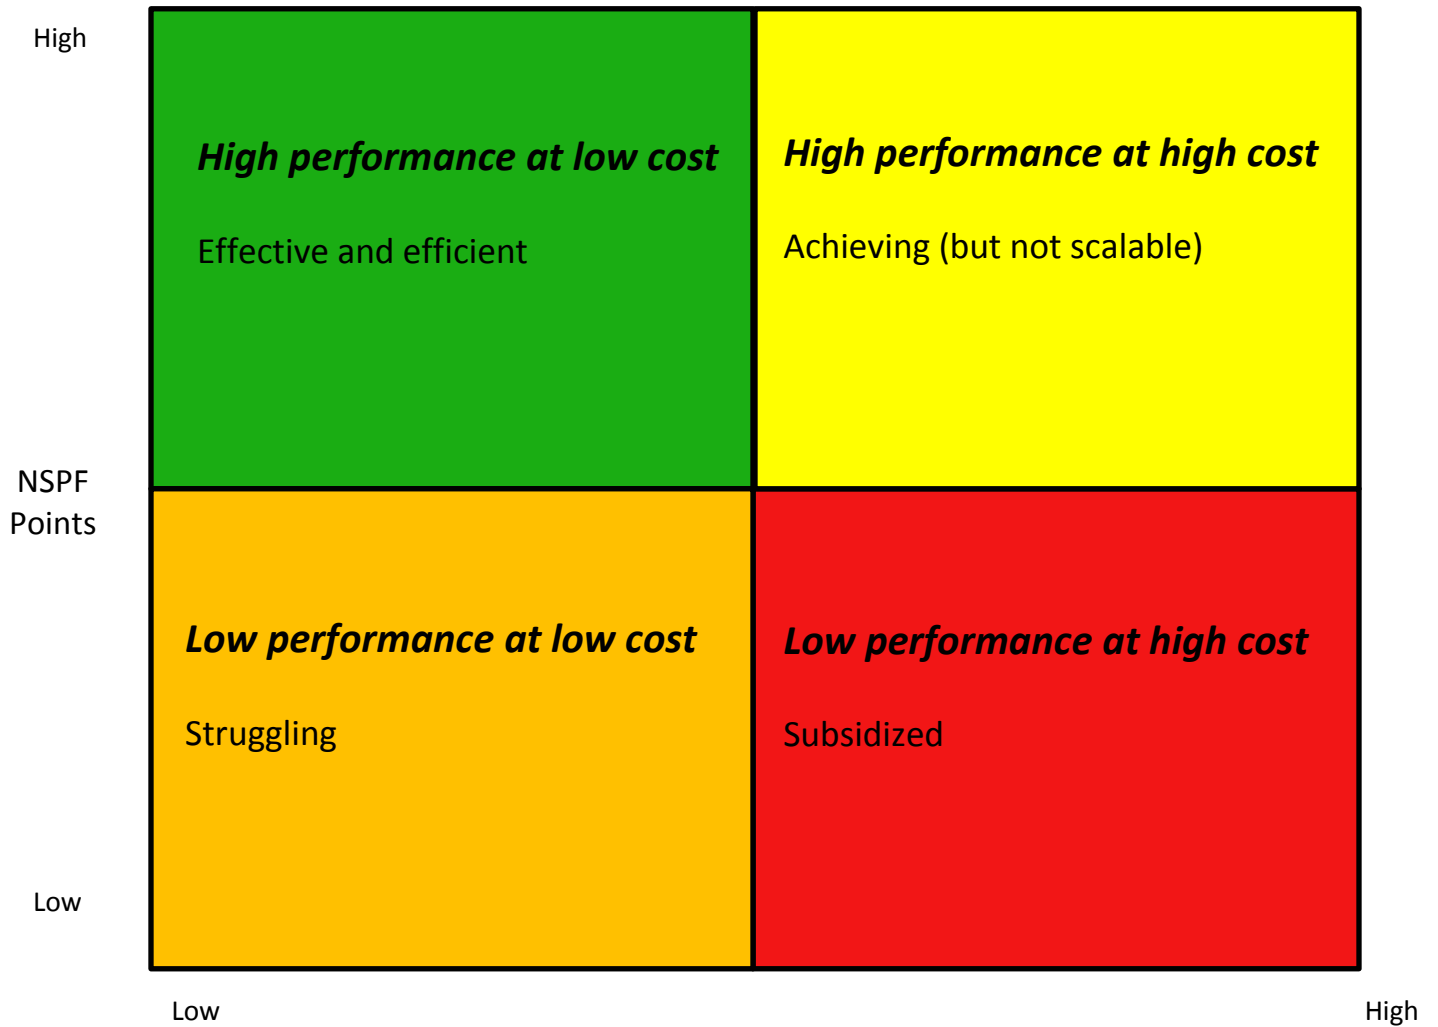 High
High performance at low cost
Effective and efficient
High performance at high cost
Achieving (but not scalable)
NSPF
Points
Low performance at low cost
Struggling
Low performance at high cost
Subsidized
Low
Low
High